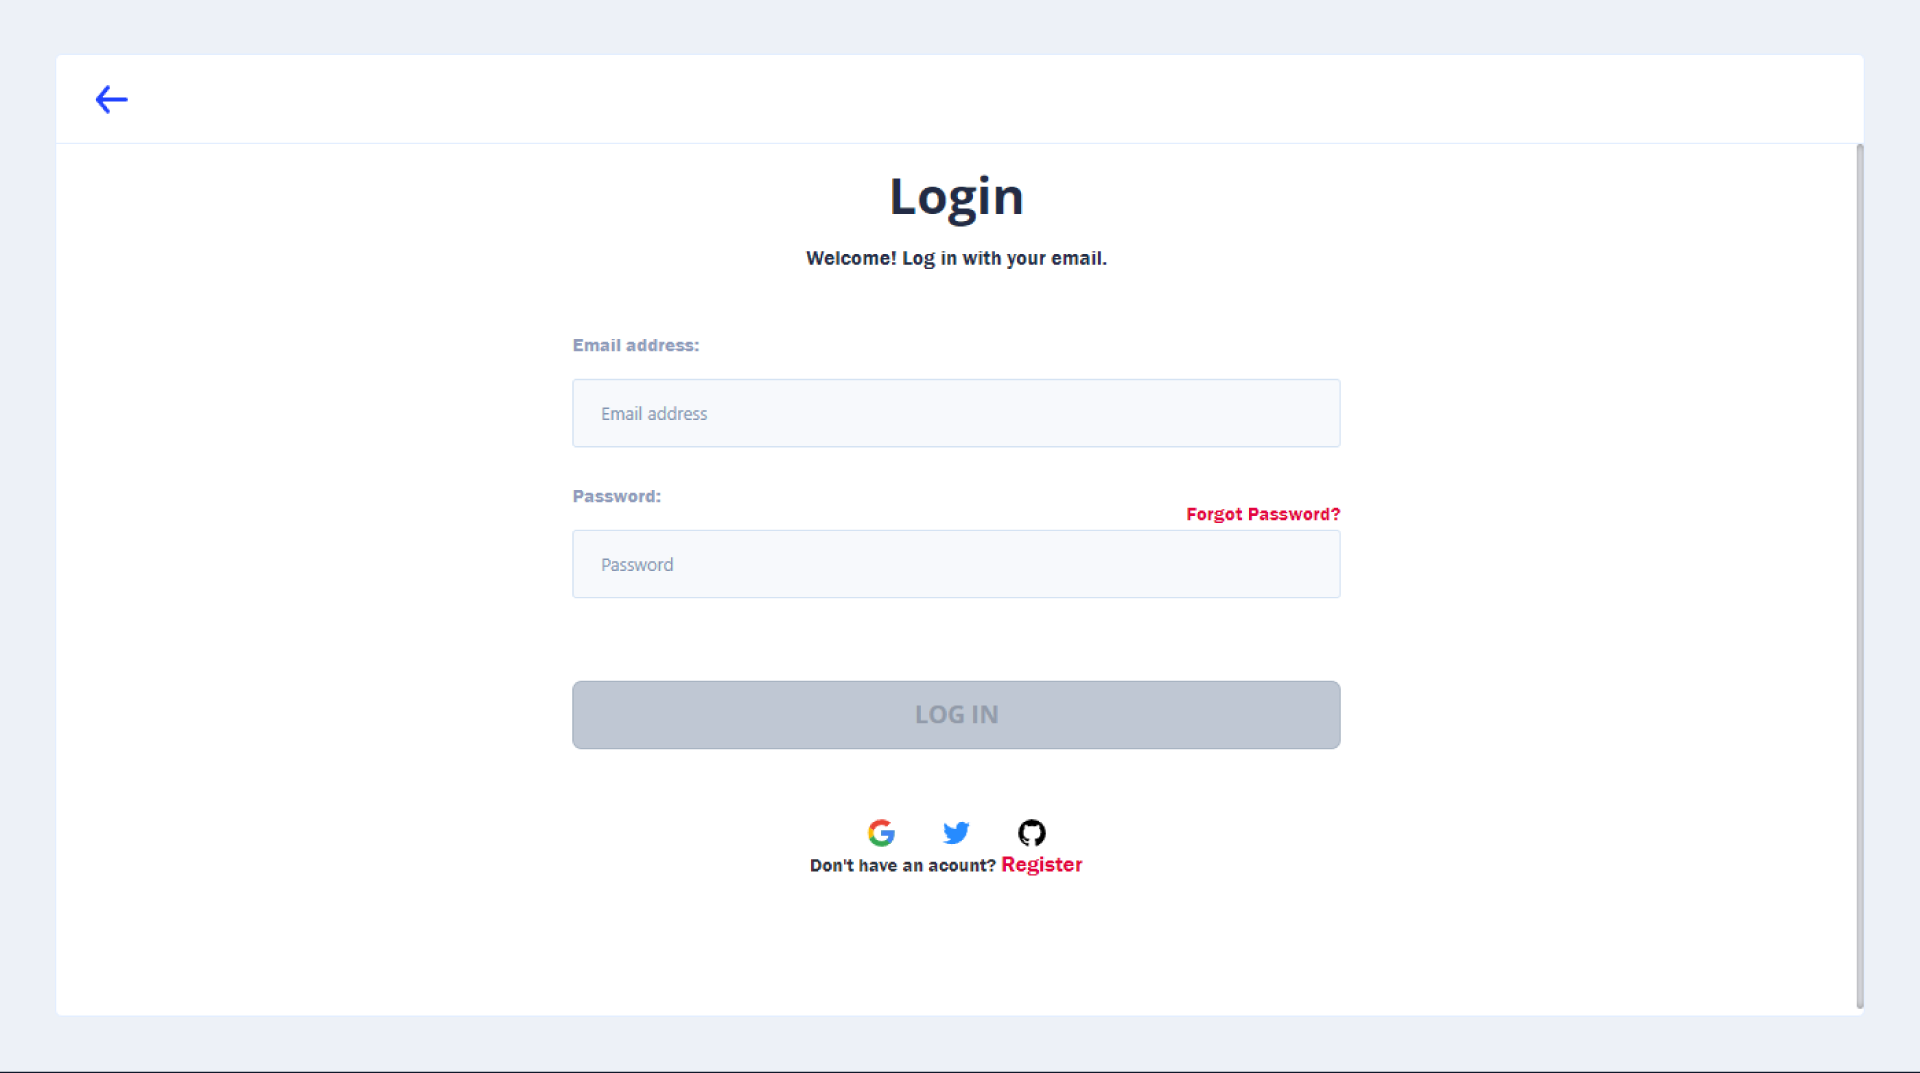 Login
Welcome! Log in with your email.
Email address:
Email address
Password:
Forgot Password?
Password
LOG IN
Don't have an acount? Register